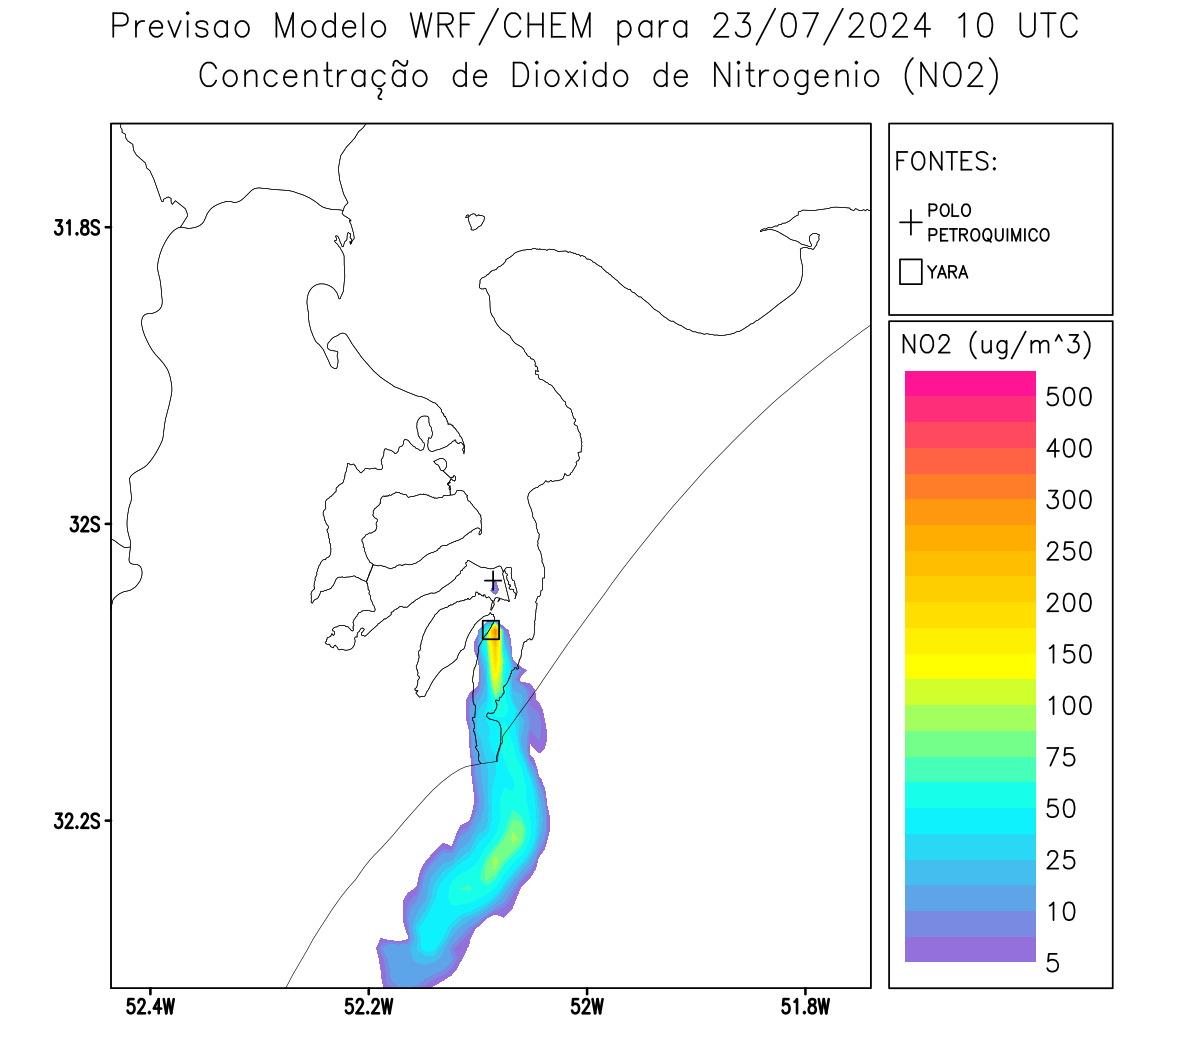 Previsao Modelo WRF/CHEM para 23/07/2024 10 UTC
Concentração de Dioxido de Nitrogenio (NO2)
FONTES:
POLO
PETROQUIMICO
YARA
NO2 (ug/m^3)
500
400
300
250
200
150
100
75
50
25
10
5
31.8S
32S
32.2S
52.4W 52.2W 52W 51.8W